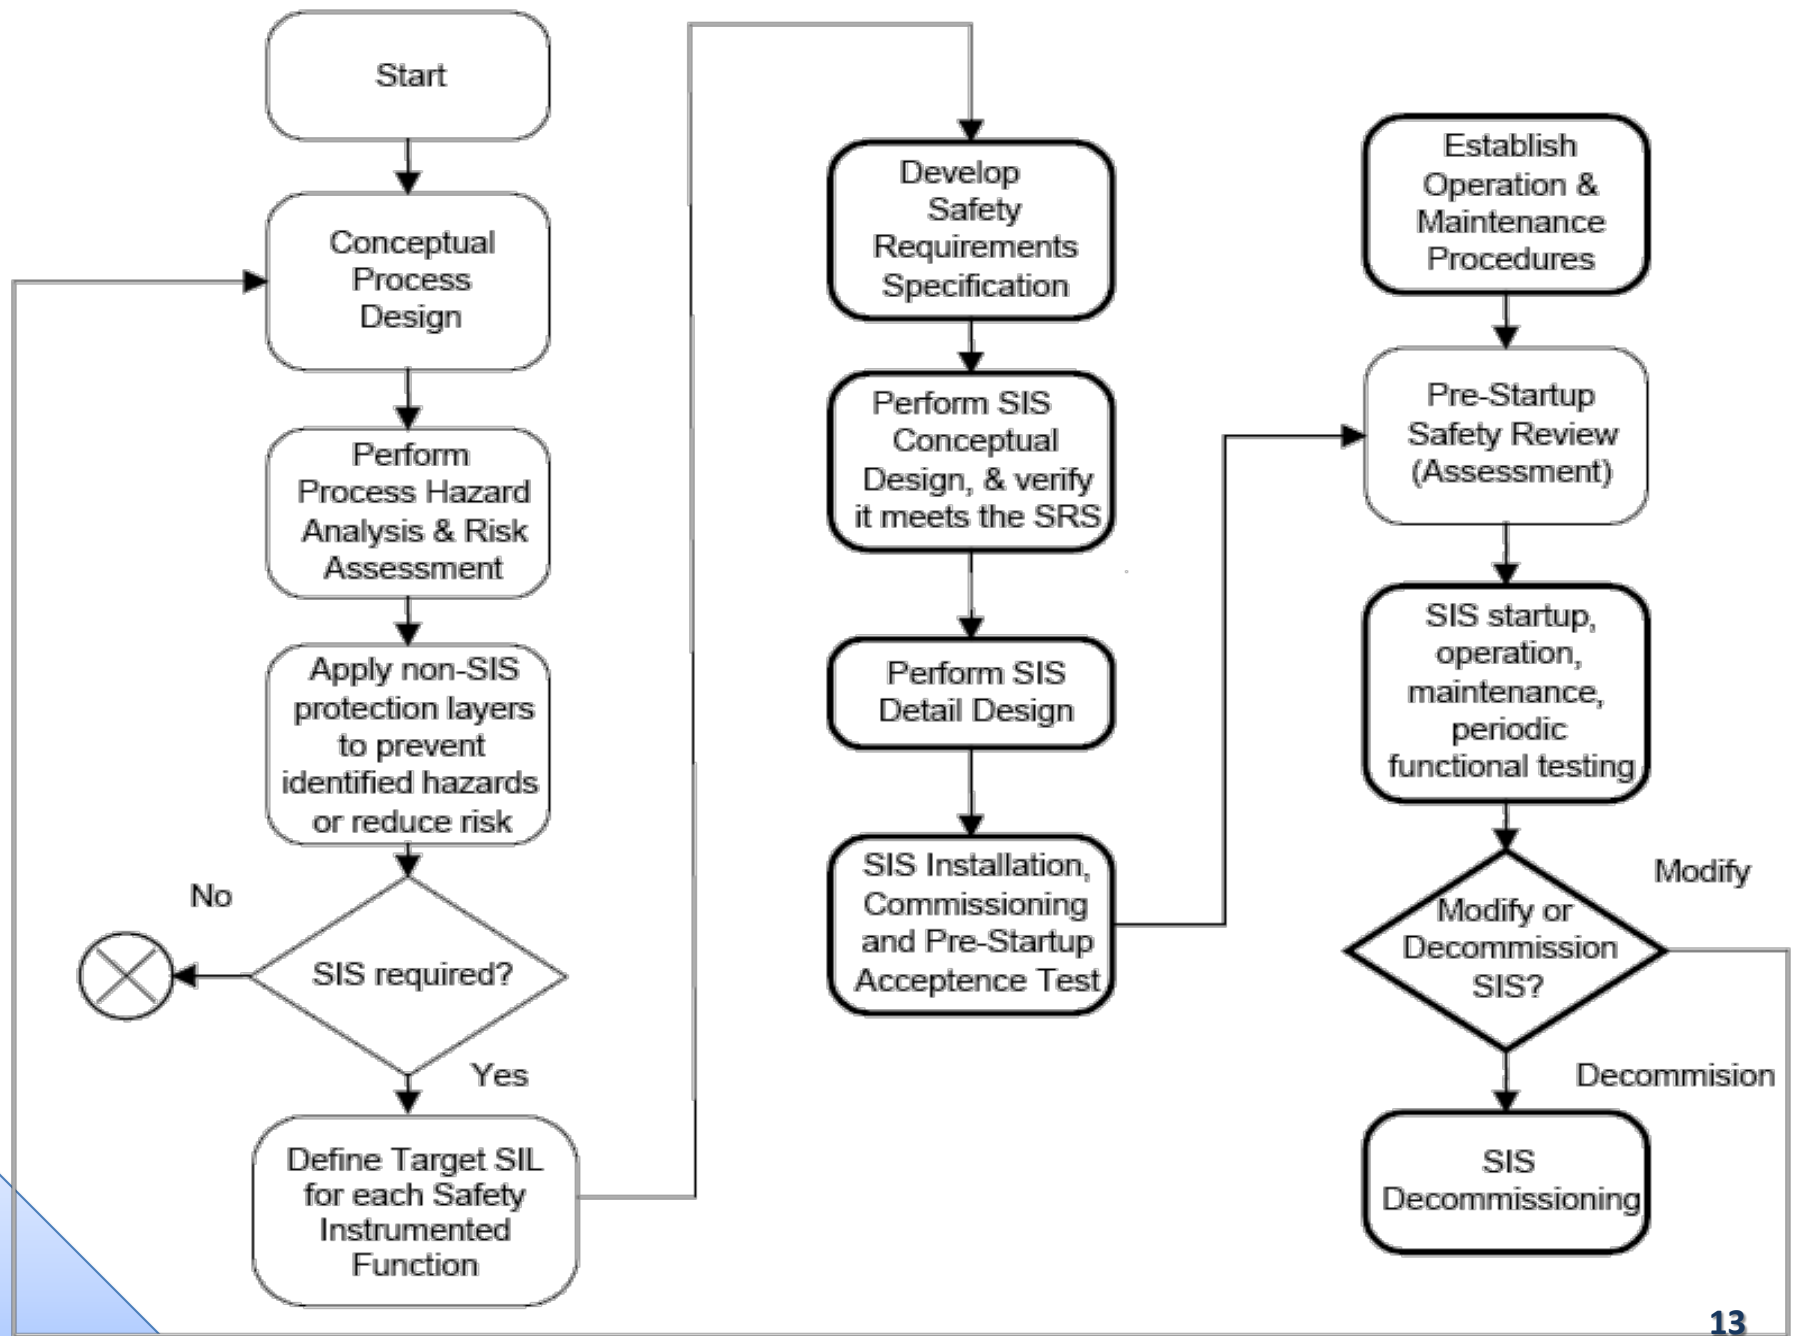 Start
Conceptual
Process
Design
Perform
Process Hazard
Analysis & Risk
Assessment
Apply non-SIS
protection layers
to prevent
identified hazards
or reduce risk
No
SIS required?
Yes
Define Target SIL
for each Safety
Instrumented
Function
Develop
Safety
Requirements
Specification
Perform SIS
Conceptual
Design, & verify
it meets the SRS
Perform SIS
Detail Design
SIS Installation,
Commissioning
and Pre-Startup
Acceptence Test
Establish
Operation &
Maintenance
Procedures
Pre-Startup
Safety Review
(Assessment)
SIS startup,
operation,
maintenance,
periodic
functional testing
Modify
Modify or
Decommission
SIS?
Decommision
SIS
Decommissioning
13